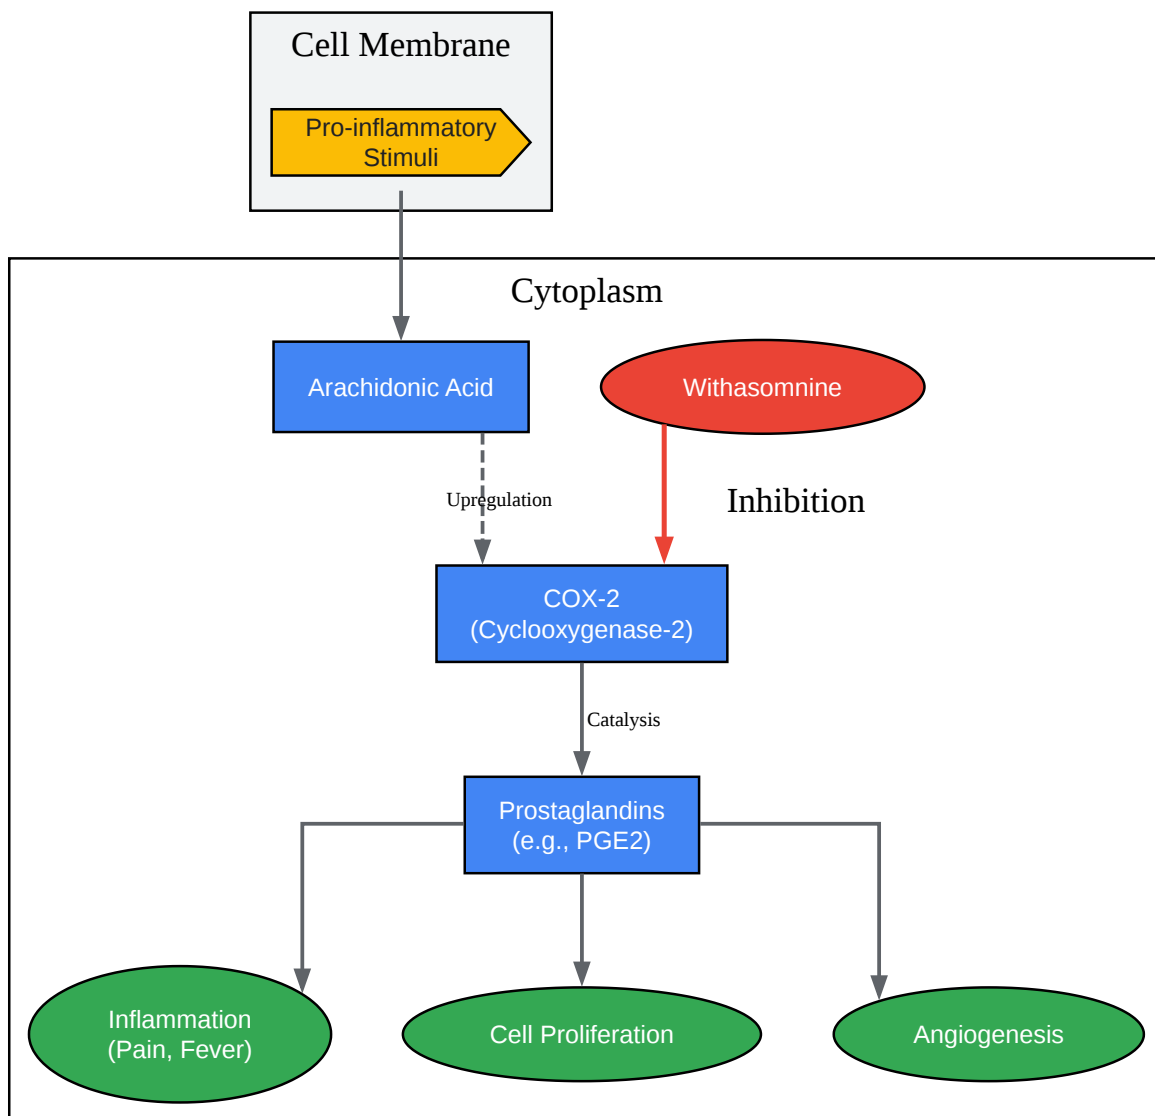 Cell Membrane
Pro-inflammatory
Stimuli
Cytoplasm
Arachidonic Acid
Withasomnine
Upregulation
Inhibition
COX-2
(Cyclooxygenase-2)
Catalysis
Prostaglandins
(e.g., PGE2)
Inflammation
(Pain, Fever)
Cell Proliferation
Angiogenesis